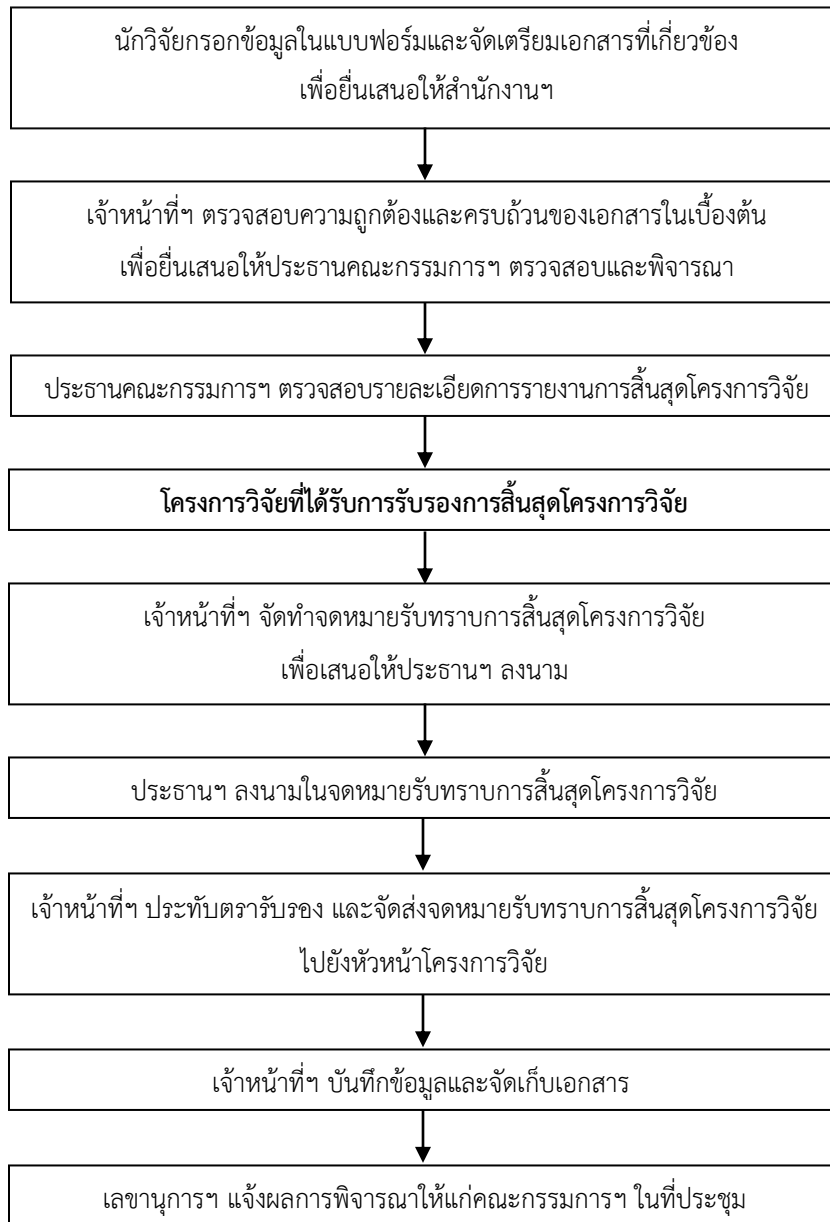 นักวิจัยกรอกข้อมูลในแบบฟอร์มและจัดเตรียมเอกสารที่เกี่ยวข้อง
เพื่อยื่นเสนอให้สำนักงานฯ
เจ้าหน้าที่ฯ ตรวจสอบความถูกต้องและครบถ้วนของเอกสารในเบื้องต้น
เพื่อยื่นเสนอให้ประธานคณะกรรมการฯ ตรวจสอบและพิจารณา
ประธานคณะกรรมการฯ ตรวจสอบรายละเอียดการรายงานการสิ้นสุดโครงการวิจัย
โครงการวิจัยที่ได้รับการรับรองการสิ้นสุดโครงการวิจัย
เจ้าหน้าที่ฯ จัดทำจดหมายรับทราบการสิ้นสุดโครงการวิจัย
เพื่อเสนอให้ประธานฯ ลงนาม
ประธานฯ ลงนามในจดหมายรับทราบการสิ้นสุดโครงการวิจัย
เจ้าหน้าที่ฯ ประทับตรารับรอง และจัดส่งจดหมายรับทราบการสิ้นสุดโครงการวิจัย
ไปยังหัวหน้าโครงการวิจัย
เจ้าหน้าที่ฯ บันทึกข้อมูลและจัดเก็บเอกสาร
เลขานุการฯ แจ้งผลการพิจารณาให้แก่คณะกรรมการฯ ในที่ประชุม